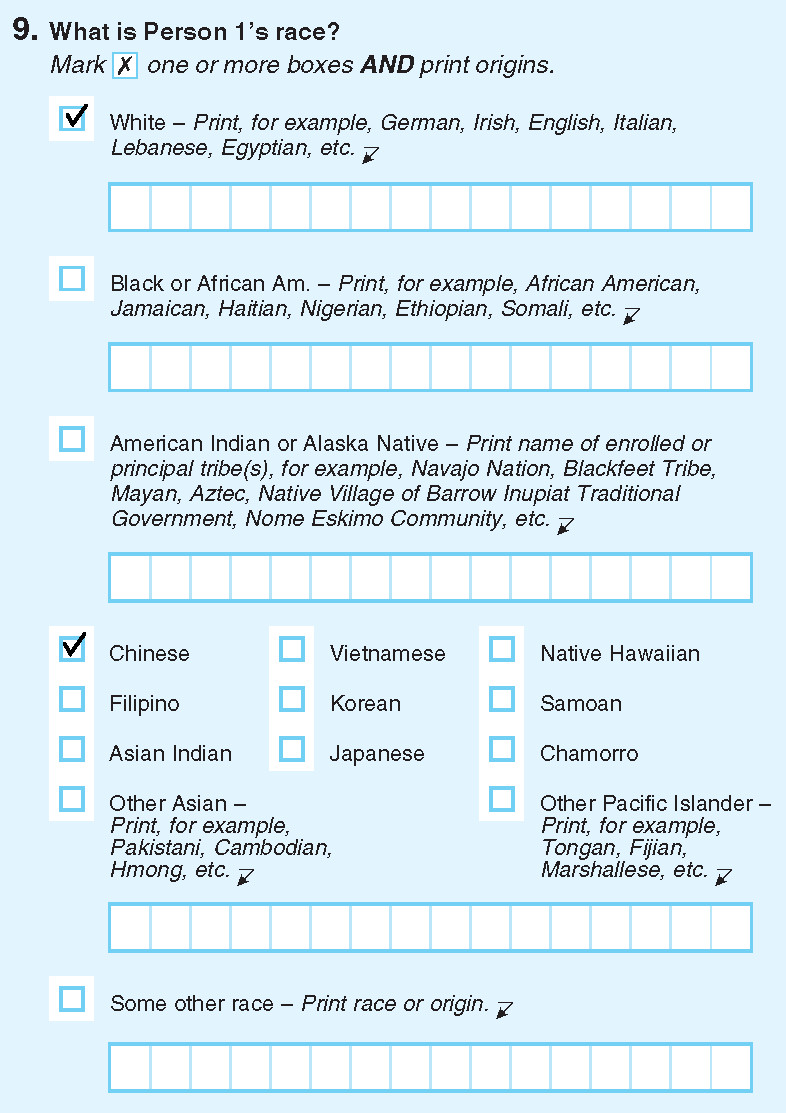 9. What is Person 1's race?
Mark ✗ one or more boxes AND print origins.
White – Print, for example, German, Irish, English, Italian,
Lebanese, Egyptian, etc.
Black or African Am. – Print, for example, African American,
Jamaican, Haitian, Nigerian, Ethiopian, Somali, etc.
American Indian or Alaska Native – Print name of enrolled or
principal tribe(s), for example, Navajo Nation, Blackfeet Tribe,
Mayan, Aztec, Native Village of Barrow Inupiat Traditional
Government, Nome Eskimo Community, etc.
Chinese
Vietnamese
Native Hawaiian
Filipino
Korean
Samoan
Asian Indian
Japanese
Chamorro
Other Asian –
Print, for example,
Pakistani, Cambodian,
Hmong, etc.
Other Pacific Islander –
Print, for example,
Tongan, Fijian,
Marshallese, etc.
Some other race – Print race or origin.